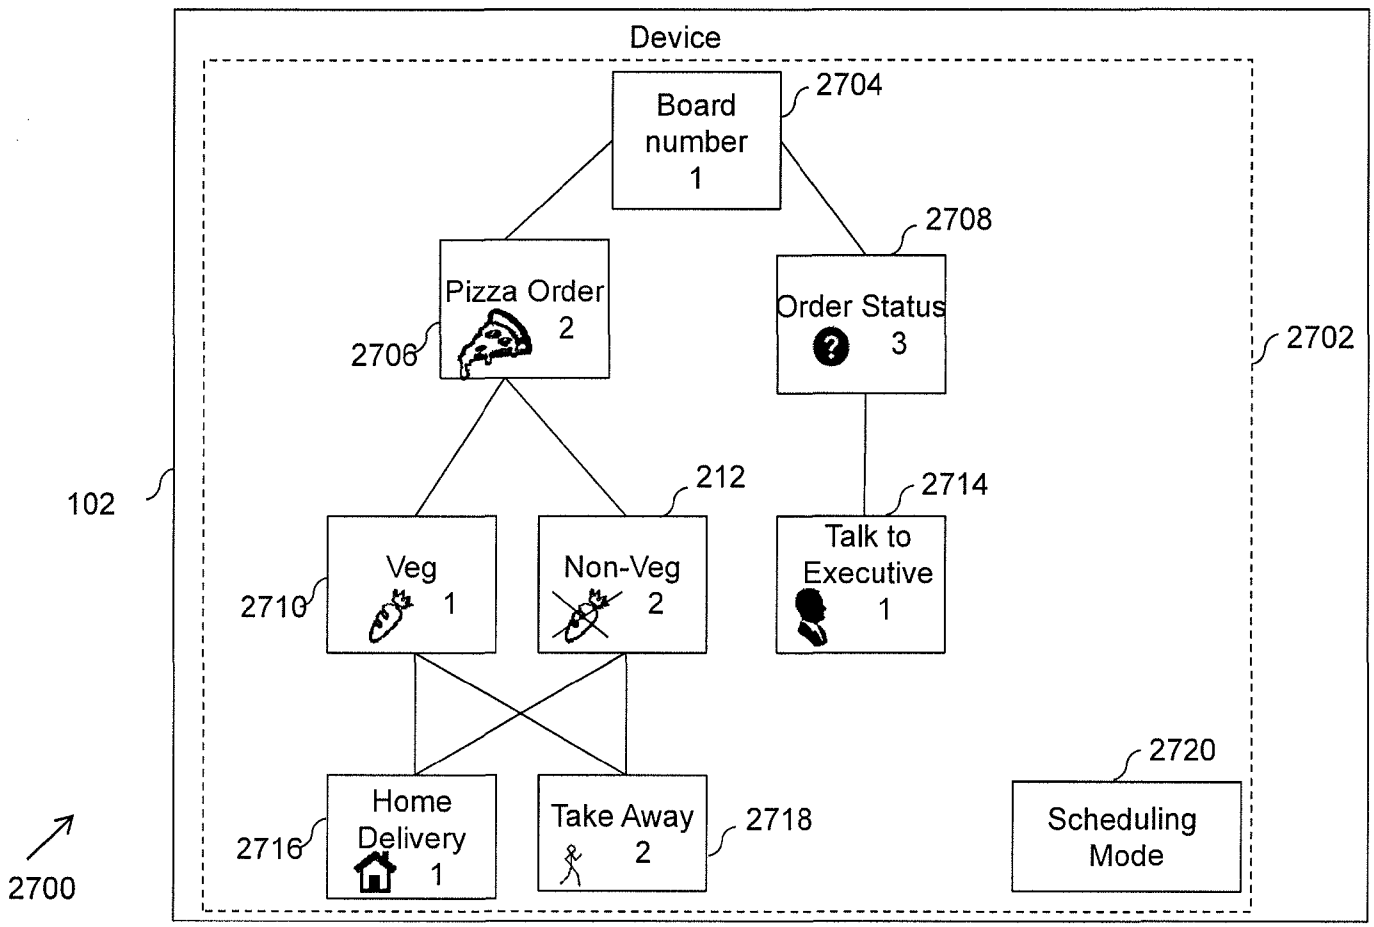 Device
2704
Board
number
1
2708
Pizza Order
2
2706
Order Status
?
3
2702
102
212
2714
Veg
1
2710
Non-Veg
2
Talk to
Executive
1
2720
Home
Delivery
1
2716
Take Away
2
2718
Scheduling
Mode
2700